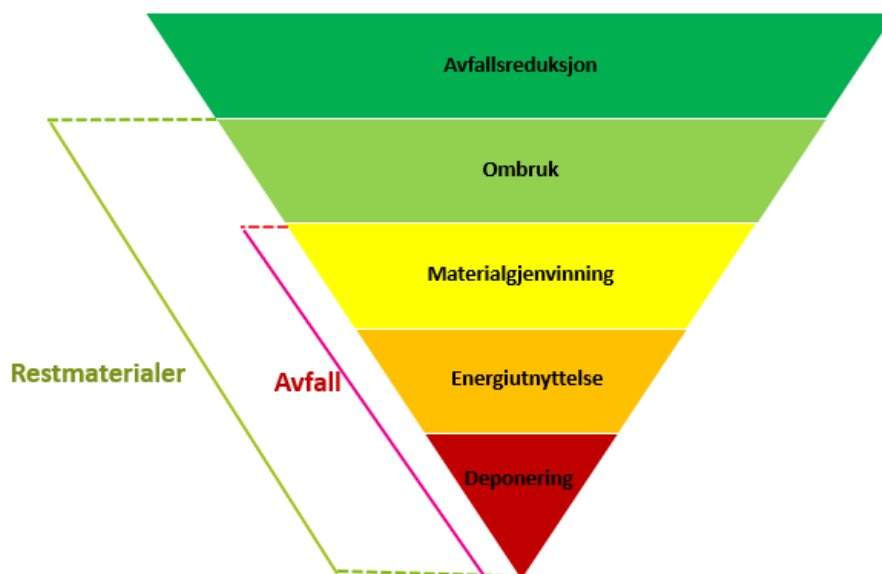 Avfallsreduksjon
Ombruk
Materialgjenvinning
Energiutnyttelse
Restmaterialer
Avfall
Deponering